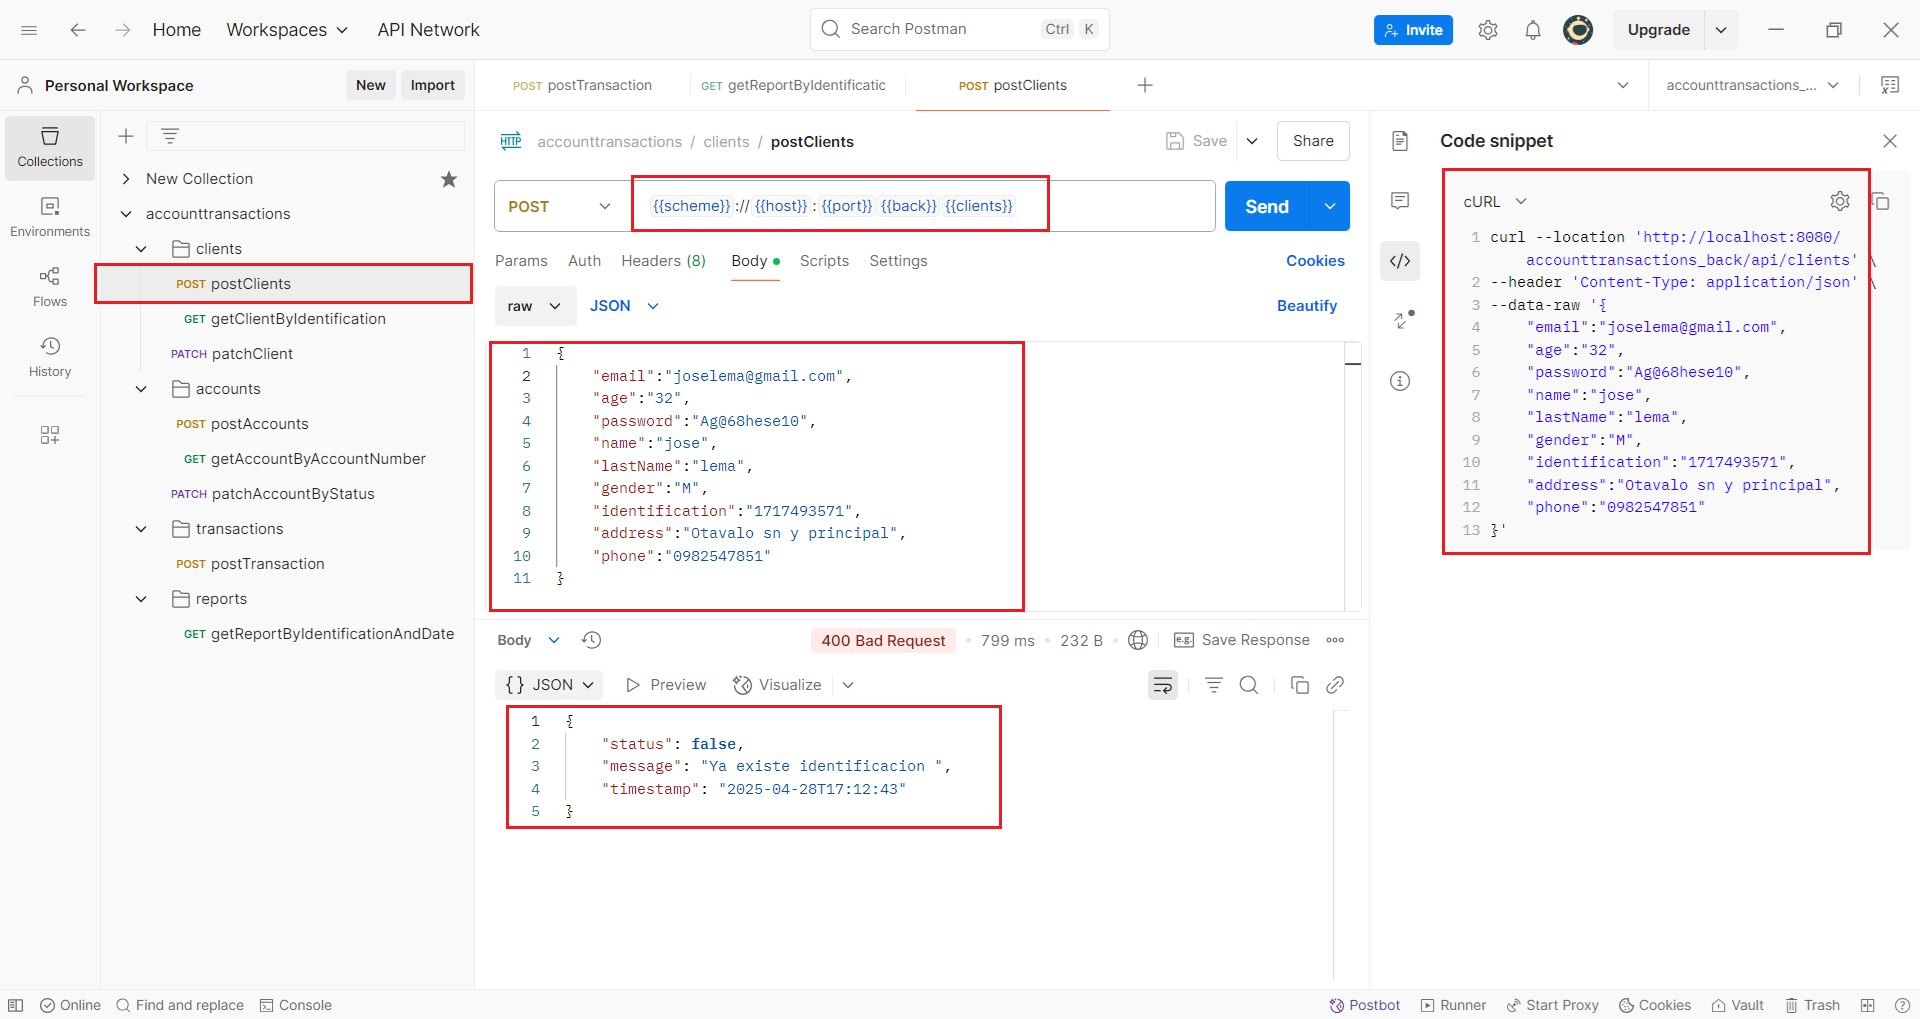 Home
Workspaces
API Network
Search Postman
Ctrl K
Invite
Upgrade
Personal Workspace
New
Import
POST postTransaction
GET getReportByIdentificatic
POST postClients
accounttransactions_...
Collections
Environments
Flows
History
New Collection
accounttransactions
clients
POST postClients
GET getClientByIdentification
PATCH patchClient
accounts
POST postAccounts
GET getAccountByAccountNumber
PATCH patchAccountByStatus
transactions
POST postTransaction
reports
GET getReportByIdentificationAndDate
HTTP accounttransactions / clients / postClients
Save
Share
POST
{{scheme}}://{{host}}:{{port}}{{back}}{{clients}}
Send
Params Auth Headers (8) Body Scripts Settings
Cookies
raw JSON
Beautify
1 {
2 "email":"joselema@gmail.com",
3 "age":"32",
4 "password":"Ag@68hese10",
5 "name":"jose",
6 "lastName":"lema",
7 "gender":"M",
8 "identification":"1717493571",
9 "address":"Otavalo sn y principal",
10 "phone":"0982547851"
11 }
Body
400 Bad Request
799 ms
232 B
e.g. Save Response
{} JSON
Preview
Visualize
1 {
2 "status": false,
3 "message": "Ya existe identificacion ",
4 "timestamp": "2025-04-28T17:12:43"
5 }
Code snippet
cURL
1 curl --location 'http://localhost:8080/
accounttransactions_back/api/clients' \
2 --header 'Content-Type: application/json' \
3 --data-raw '{
4 "email":"joselema@gmail.com",
5 "age":"32",
6 "password":"Ag@68hese10",
7 "name":"jose",
8 "lastName":"lema",
9 "gender":"M",
10 "identification":"1717493571",
11 "address":"Otavalo sn y principal",
12 "phone":"0982547851"
13 }'
Online
Find and replace
Console
Postbot
Runner
Start Proxy
Cookies
Vault
Trash